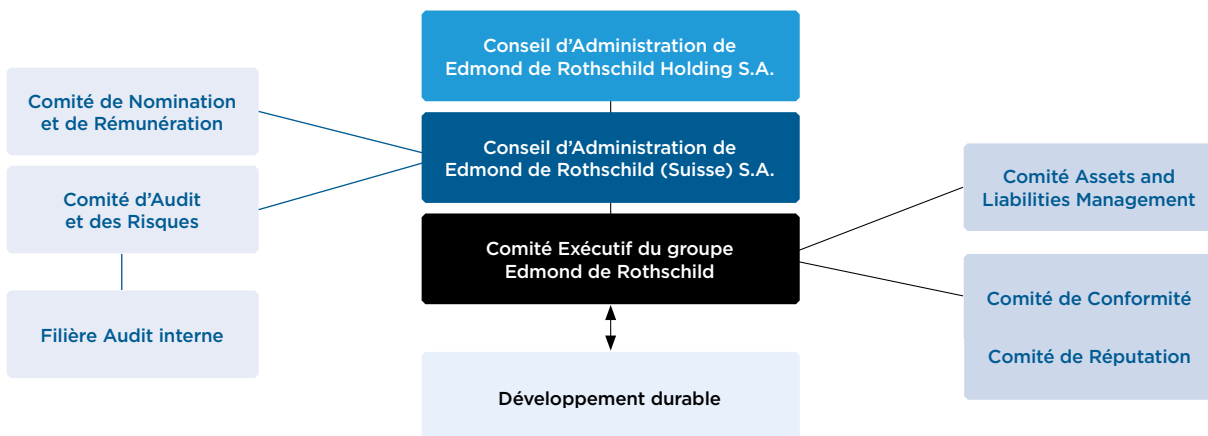 Conseil d’Administration de
Edmond de Rothschild Holding S.A.
Comité de Nomination
et de Rémunération
Conseil d’Administration de
Edmond de Rothschild (Suisse) S.A.
Comité d’Audit
et des Risques
Comité Assets and
Liabilities Management
Comité Exécutif du groupe
Edmond de Rothschild
Comité de Conformité
Filière Audit interne
Comité de Réputation
Développement durable